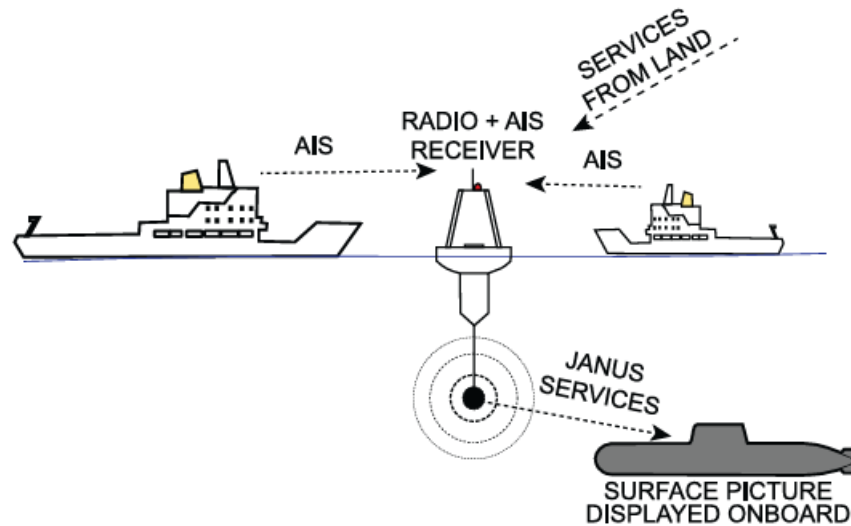 SERVICES
FROM LAND
RADIO + AIS
RECEIVER
AIS
AIS
JANUS
SERVICES
SURFACE PICTURE
DISPLAYED ONBOARD